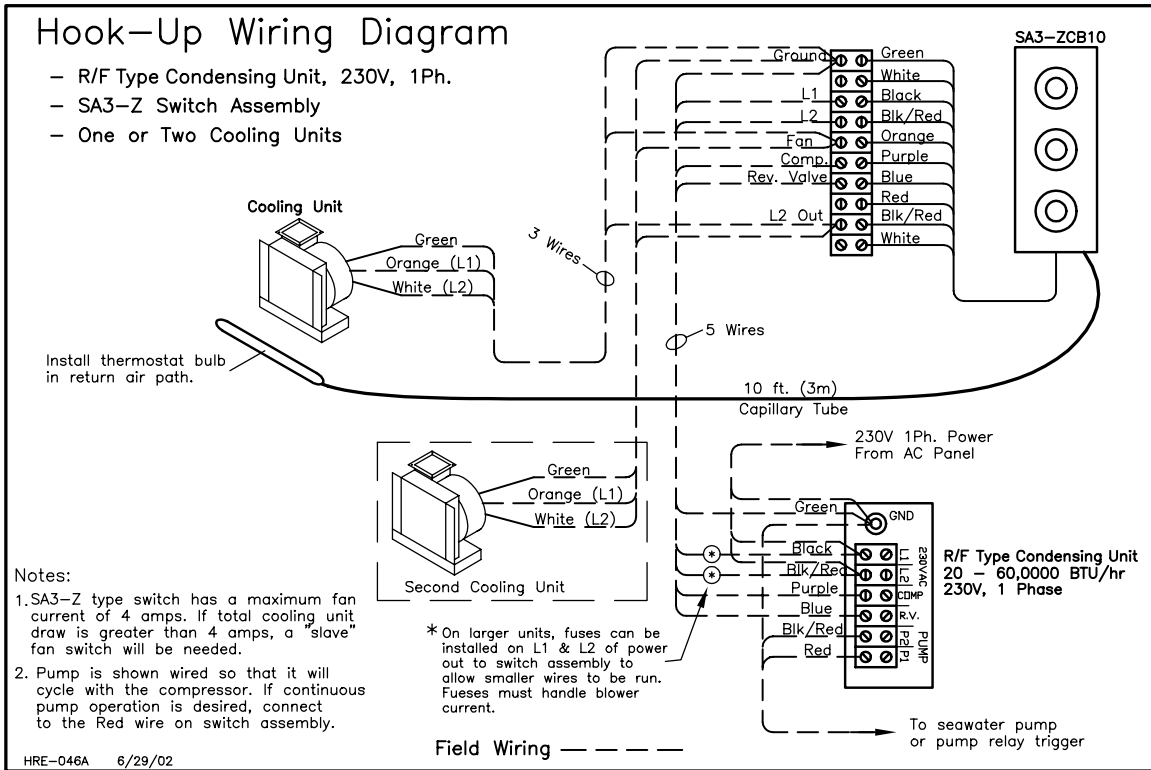 Hook-Up Wiring Diagram
- R/F Type Condensing Unit, 230V, 1Ph.
- SA3-Z Switch Assembly
- One or Two Cooling Units
SA3-ZCB10
Ground
Green
White
L1
Black
L2
Blk/Red
Fan
Orange
Comp.
Purple
Rev. Valve
Blue
Red
L2 Out
Blk/Red
White
Cooling Unit
Green
Orange (L1)
White (L2)
3 Wires
5 Wires
Install thermostat bulb
in return air path.
10 ft. (3m)
Capillary Tube
230V 1Ph. Power
From AC Panel
Green
Orange (L1)
White (L2)
Second Cooling Unit
Green
GND
* Black
L1
* Blk/Red
L2
230VAC
Purple
COMP
Blue
R.V.
Blk/Red
P2
Red
P1
PUMP
R/F Type Condensing Unit
20 - 60,0000 BTU/hr
230V, 1 Phase
Notes:
1. SA3-Z type switch has a maximum fan
current of 4 amps. If total cooling unit
draw is greater than 4 amps, a "slave"
fan switch will be needed.
2. Pump is shown wired so that it will
cycle with the compressor. If continuous
pump operation is desired, connect
to the Red wire on switch assembly.
* On larger units, fuses can be
installed on L1 & L2 of power
out to switch assembly to
allow smaller wires to be run.
Fueses must handle blower
current.
To seawater pump
or pump relay trigger
Field Wiring
HRE-046A 6/29/02